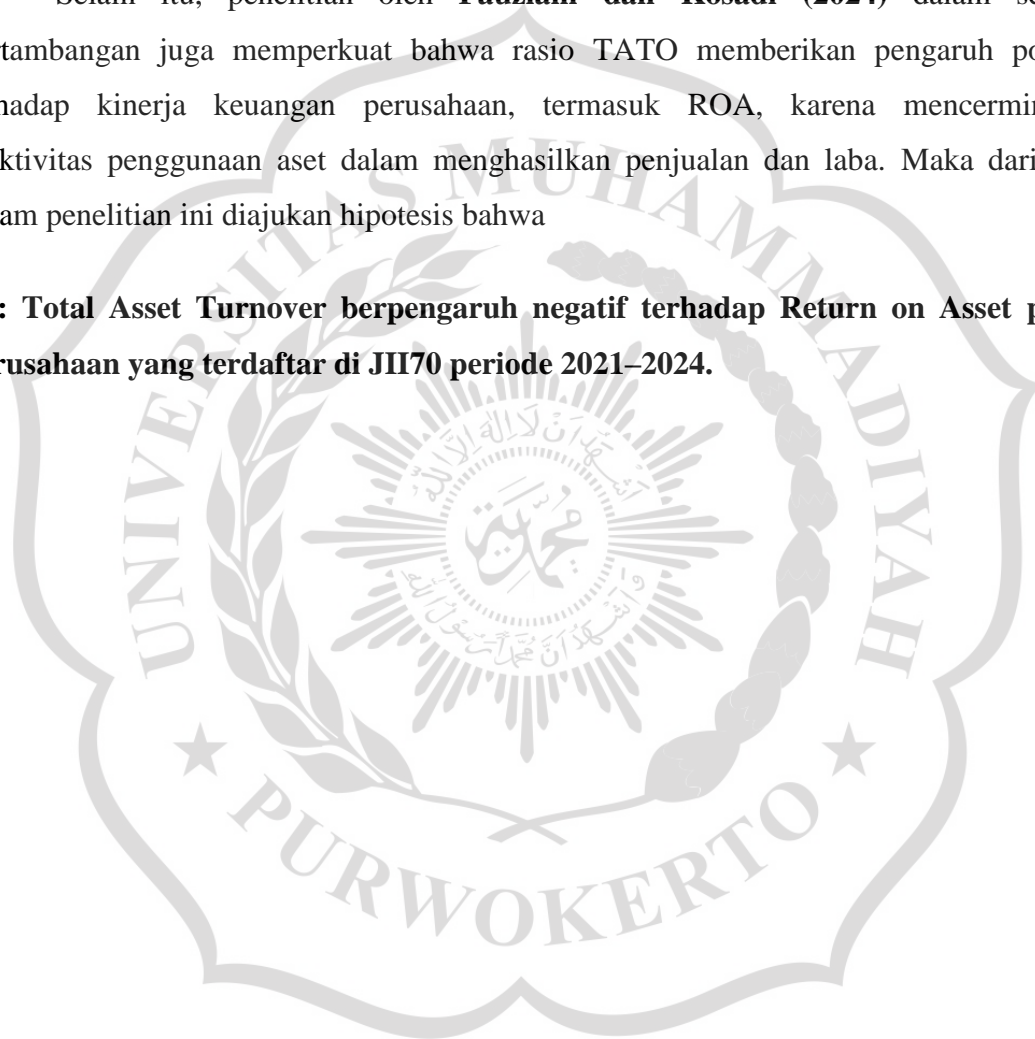 Selain itu, penelitian oleh Fauziah dan Rosadi (2024) dalam se
rtambangan juga memperkuat bahwa rasio TATO memberikan pengaruh po
hadap kinerja keuangan perusahaan, termasuk ROA, karena mencermin
ktivitas penggunaan aset dalam menghasilkan penjualan dan laba. Maka dari
am penelitian ini diajukan hipotesis bahwa
: Total Asset Turnover berpengaruh negatif terhadap Return on Asset p
rusahaan yang terdaftar di JII70 periode 2021–2024.
UNIVERSITAS MUHAMMADIYAH
PURWOKERTO